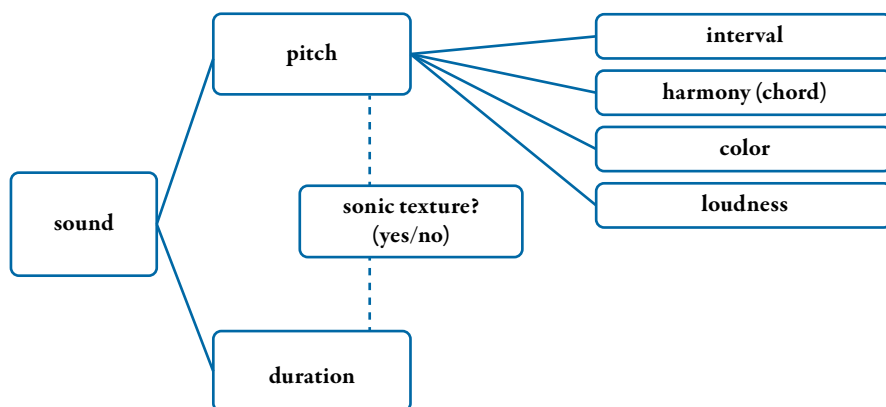 pitch
interval
harmony (chord)
color
loudness
sound
sonic texture?
(yes/no)
duration